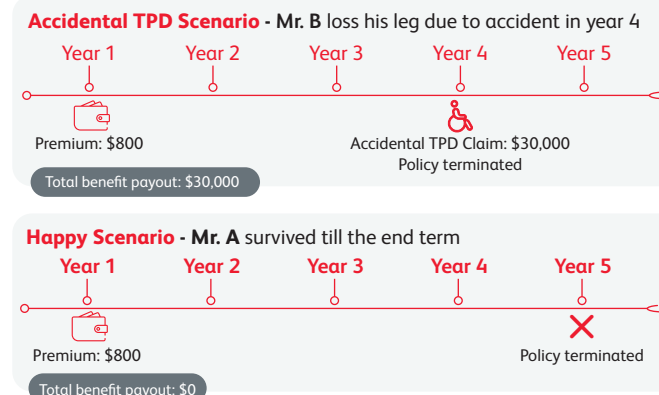 Accidental TPD Scenario - Mr. B loss his leg due to accident in year 4
Year 1 Year 2 Year 3 Year 4 Year 5
Premium: $800 Accidental TPD Claim: $30,000
Policy terminated
Total benefit payout: $30,000
Happy Scenario - Mr. A survived till the end term
Year 1 Year 2 Year 3 Year 4 Year 5
Premium: $800 Policy terminated
Total benefit payout: $0